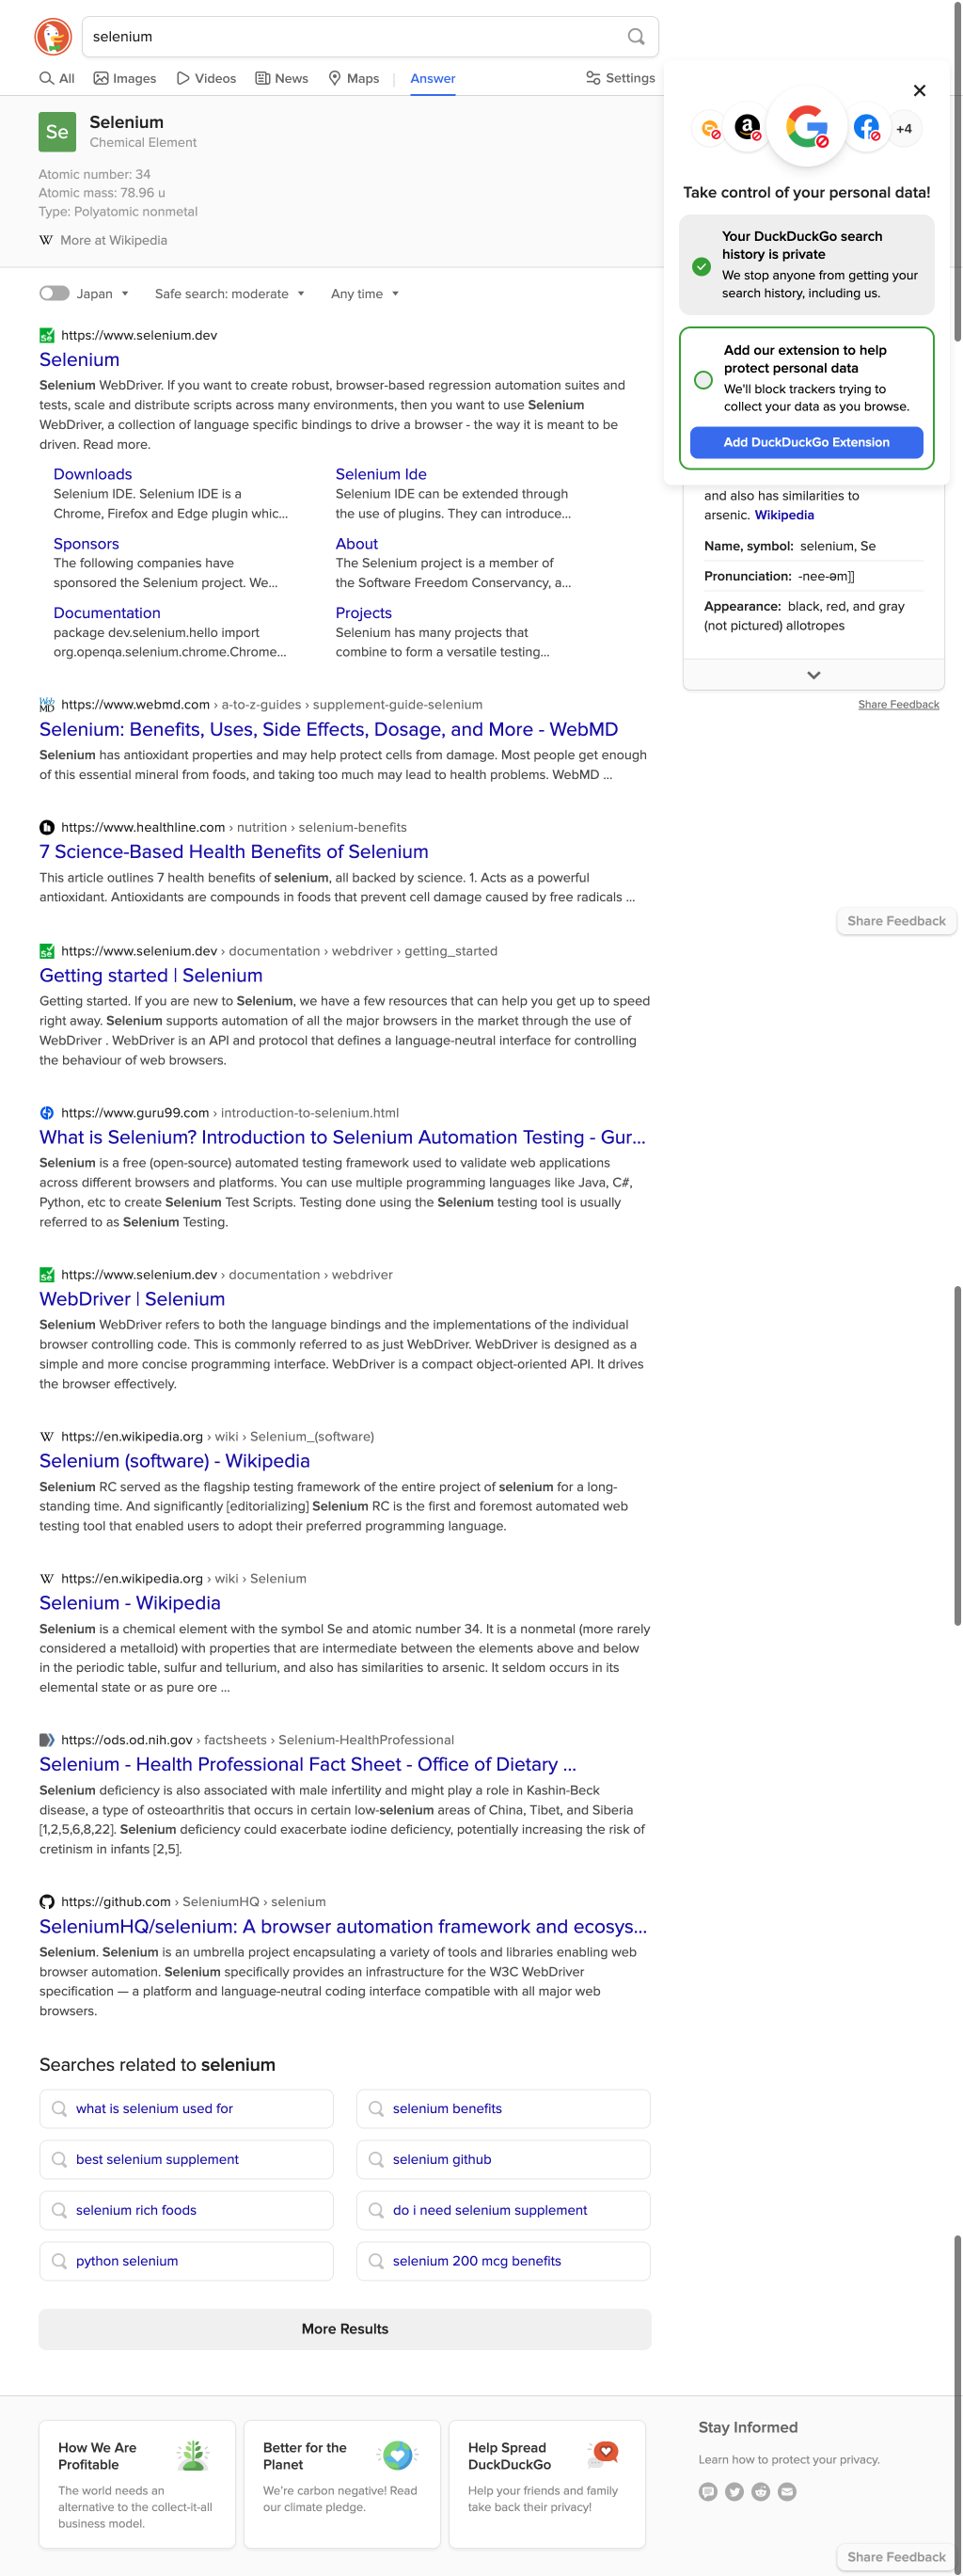 selenium
All
Images
Videos
News
Maps
Answer
Settings
Se
Selenium
Chemical Element
Atomic number: 34
Atomic mass: 78.96 u
Type: Polyatomic nonmetal
W More at Wikipedia
+4
Take control of your personal data!
Your DuckDuckGo search
history is private
We stop anyone from getting your
search history, including us.
Add our extension to help
protect personal data
We'll block trackers trying to
collect your data as you browse.
Add DuckDuckGo Extension
Japan
Safe search: moderate
Any time
https://www.selenium.dev
Selenium
Selenium WebDriver. If you want to create robust, browser-based regression automation suites and
tests, scale and distribute scripts across many environments, then you want to use Selenium
WebDriver, a collection of language specific bindings to drive a browser - the way it is meant to be
driven. Read more.
Downloads
Selenium IDE. Selenium IDE is a
Chrome, Firefox and Edge plugin whic...
Selenium Ide
Selenium IDE can be extended through
the use of plugins. They can introduce...
Sponsors
The following companies have
sponsored the Selenium project. We...
About
The Selenium project is a member of
the Software Freedom Conservancy, a...
Documentation
package dev.selenium.hello import
org.openqa.selenium.chrome.Chrome...
Projects
Selenium has many projects that
combine to form a versatile testing...
and also has similarities to
arsenic. Wikipedia
Name, symbol: selenium, Se
Pronunciation: -nee-əm]]
Appearance: black, red, and gray
(not pictured) allotropes
Share Feedback
https://www.webmd.com › a-to-z-guides › supplement-guide-selenium
Selenium: Benefits, Uses, Side Effects, Dosage, and More - WebMD
Selenium has antioxidant properties and may help protect cells from damage. Most people get enough
of this essential mineral from foods, and taking too much may lead to health problems. WebMD ...
https://www.healthline.com › nutrition › selenium-benefits
7 Science-Based Health Benefits of Selenium
This article outlines 7 health benefits of selenium, all backed by science. 1. Acts as a powerful
antioxidant. Antioxidants are compounds in foods that prevent cell damage caused by free radicals ...
Share Feedback
https://www.selenium.dev › documentation › webdriver › getting_started
Getting started | Selenium
Getting started. If you are new to Selenium, we have a few resources that can help you get up to speed
right away. Selenium supports automation of all the major browsers in the market through the use of
WebDriver . WebDriver is an API and protocol that defines a language-neutral interface for controlling
the behaviour of web browsers.
https://www.guru99.com › introduction-to-selenium.html
What is Selenium? Introduction to Selenium Automation Testing - Gur...
Selenium is a free (open-source) automated testing framework used to validate web applications
across different browsers and platforms. You can use multiple programming languages like Java, C#,
Python, etc to create Selenium Test Scripts. Testing done using the Selenium testing tool is usually
referred to as Selenium Testing.
https://www.selenium.dev › documentation › webdriver
WebDriver | Selenium
Selenium WebDriver refers to both the language bindings and the implementations of the individual
browser controlling code. This is commonly referred to as just WebDriver. WebDriver is designed as a
simple and more concise programming interface. WebDriver is a compact object-oriented API. It drives
the browser effectively.
W https://en.wikipedia.org › wiki › Selenium_(software)
Selenium (software) - Wikipedia
Selenium RC served as the flagship testing framework of the entire project of selenium for a long-
standing time. And significantly [editorializing] Selenium RC is the first and foremost automated web
testing tool that enabled users to adopt their preferred programming language.
W https://en.wikipedia.org › wiki › Selenium
Selenium - Wikipedia
Selenium is a chemical element with the symbol Se and atomic number 34. It is a nonmetal (more rarely
considered a metalloid) with properties that are intermediate between the elements above and below
in the periodic table, sulfur and tellurium, and also has similarities to arsenic. It seldom occurs in its
elemental state or as pure ore ...
https://ods.od.nih.gov › factsheets › Selenium-HealthProfessional
Selenium - Health Professional Fact Sheet - Office of Dietary ...
Selenium deficiency is also associated with male infertility and might play a role in Kashin-Beck
disease, a type of osteoarthritis that occurs in certain low-selenium areas of China, Tibet, and Siberia
[1,2,5,6,8,22]. Selenium deficiency could exacerbate iodine deficiency, potentially increasing the risk of
cretinism in infants [2,5].
https://github.com › SeleniumHQ › selenium
SeleniumHQ/selenium: A browser automation framework and ecosys...
Selenium. Selenium is an umbrella project encapsulating a variety of tools and libraries enabling web
browser automation. Selenium specifically provides an infrastructure for the W3C WebDriver
specification — a platform and language-neutral coding interface compatible with all major web
browsers.
Searches related to selenium
what is selenium used for
selenium benefits
best selenium supplement
selenium github
selenium rich foods
do i need selenium supplement
python selenium
selenium 200 mcg benefits
More Results
How We Are
Profitable
The world needs an
alternative to the collect-it-all
business model.
Better for the
Planet
We're carbon negative! Read
our climate pledge.
Help Spread
DuckDuckGo
Help your friends and family
take back their privacy!
Stay Informed
Learn how to protect your privacy.
Share Feedback